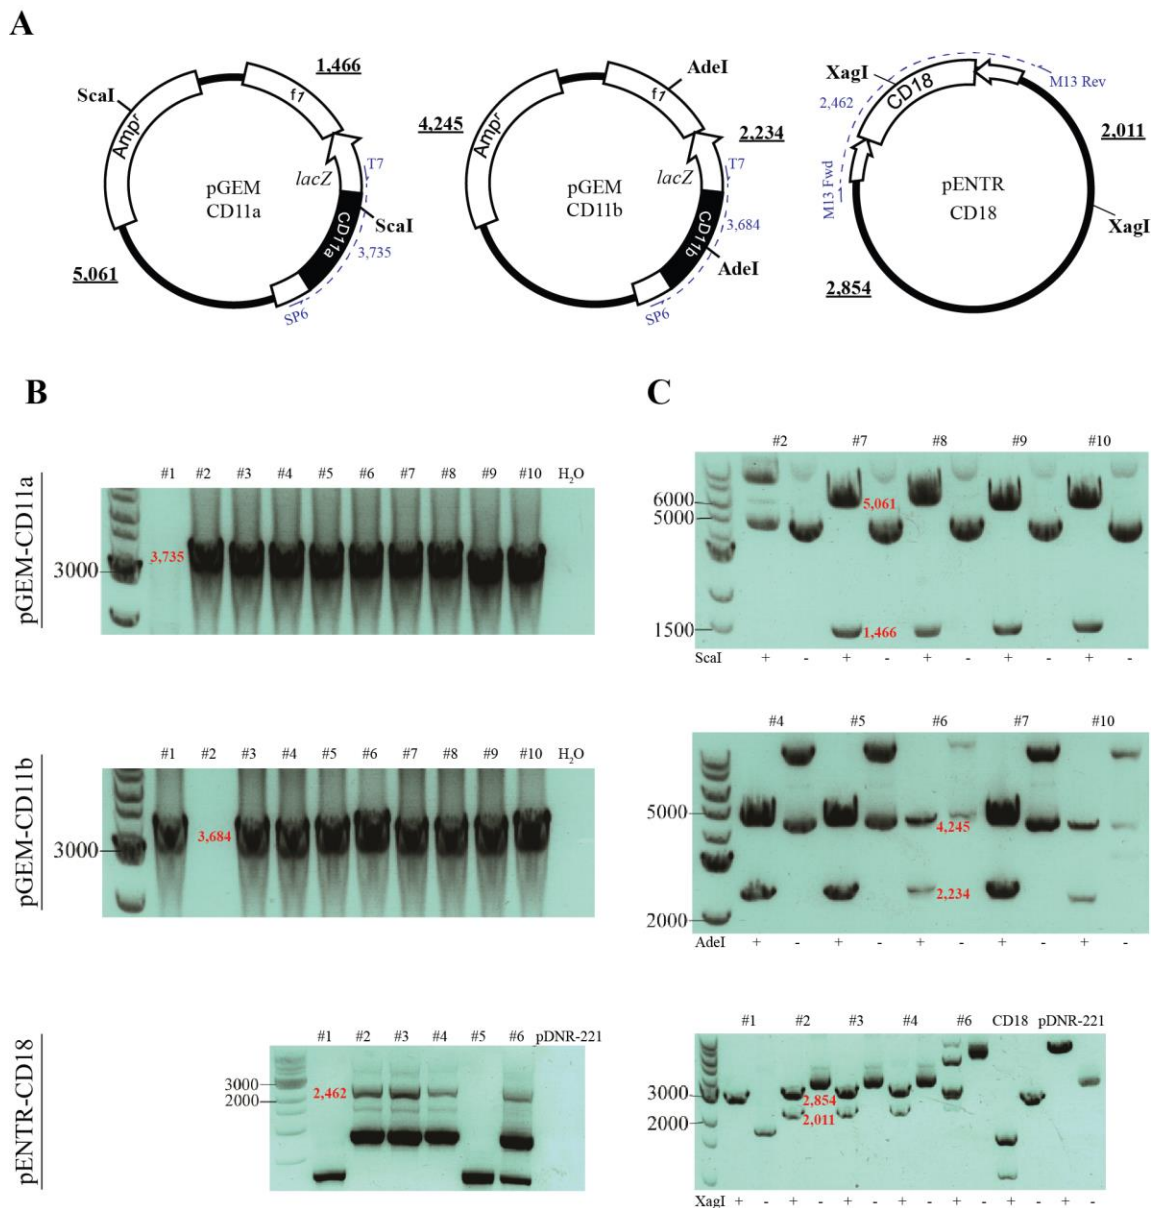 A
1,466
ScaI
Ampr
f1
lacZ
T7
pGEM
CD11a
ScaI
CD11a
3,735
5,061
SP6
AdeI
4,245
Ampr
f1
2,234
lacZ
T7
pGEM
CD11b
3,684
CD11b
AdeI
SP6
XagI
CD18
M13 Rev
2,462
2,011
M13 Fwd
pENTR
CD18
XagI
2,854
B
pGEM-CD11a
#1 #2 #3 #4 #5 #6 #7 #8 #9 #10 H2O
3,735
3000
pGEM-CD11b
#1 #2 #3 #4 #5 #6 #7 #8 #9 #10 H2O
3,684
3000
pENTR-CD18
#1 #2 #3 #4 #5 #6 pDNR-221
3000
2,462
2000
C
#2 #7 #8 #9 #10
6000
5,061
5000
1500
1,466
ScaI + - + - + - + - + -
#4 #5 #6 #7 #10
5000
4,245
2,234
2000
AdeI + - + - + - + - + -
#1 #2 #3 #4 #6 CD18 pDNR-221
3000
2,854
2,011
2000
XagI + - + - + - + - + - + - + -